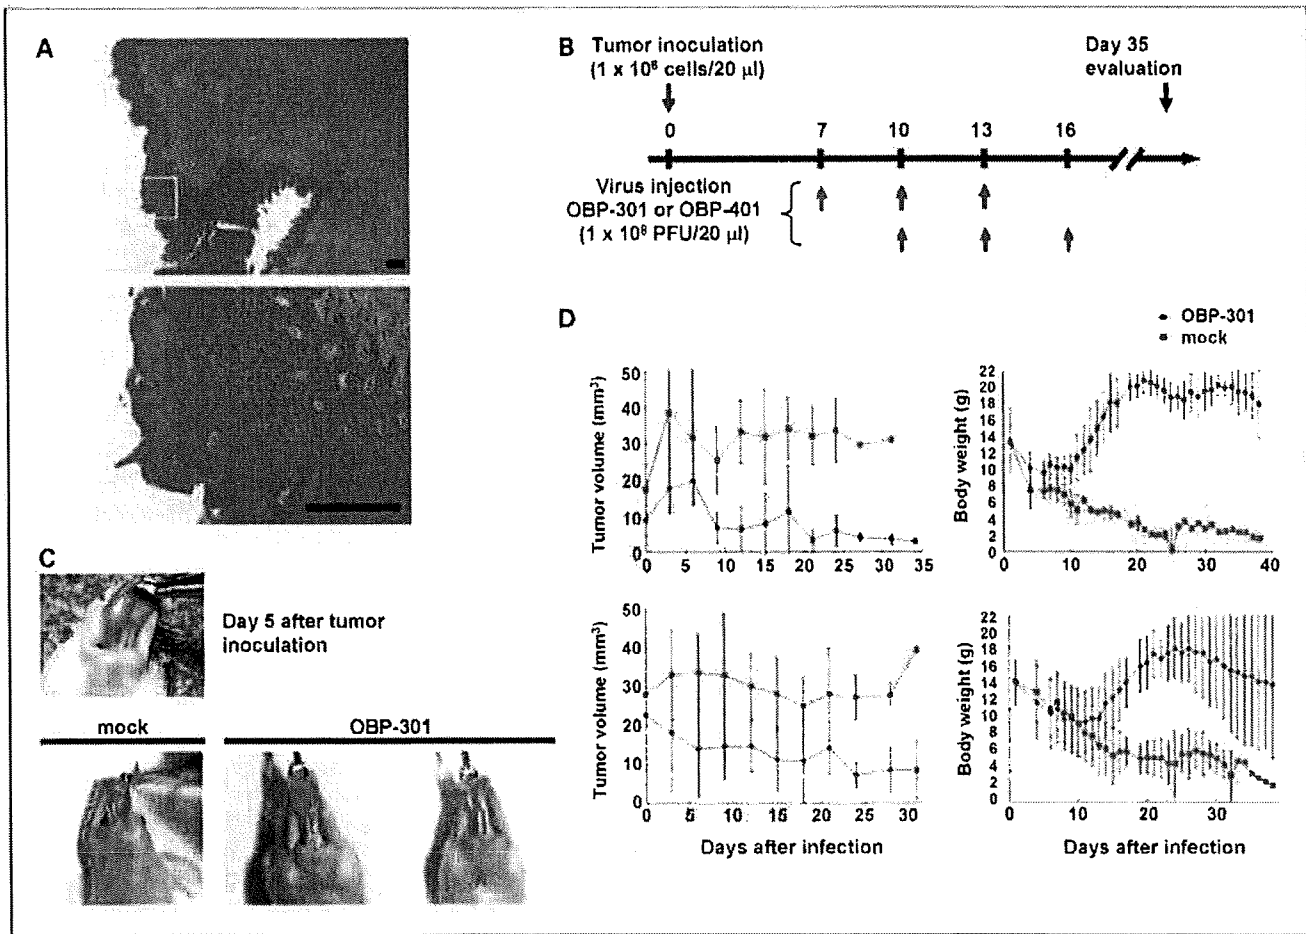 A
B
Tumor inoculation
(1 x 10⁶ cells/20 µl)
Day 35
evaluation
0
7
10
13
16
Virus injection
OBP-301 or OBP-401
(1 x 10⁸ PFU/20 µl)
C
Day 5 after tumor
inoculation
mock
OBP-301
D
OBP-301
mock
Tumor volume (mm³)
50
40
30
20
10
0
0 5 10 15 20 25 30 35
Body weight (g)
22
20
18
16
14
12
10
8
6
4
2
0
0 10 20 30 40
Tumor volume (mm³)
50
40
30
20
10
0
0 5 10 15 20 25 30
Days after infection
Body weight (g)
22
20
18
16
14
12
10
8
6
4
2
0
0 10 20 30
Days after infection